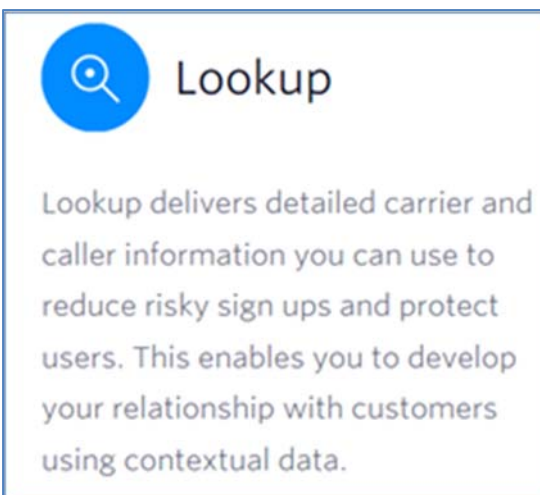 Lookup
Lookup delivers detailed carrier and
caller information you can use to
reduce risky sign ups and protect
users. This enables you to develop
your relationship with customers
using contextual data.